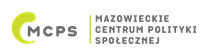 MCPS
MAZOWIECKIE
CENTRUM POLITYKI
SPOŁECZNEJ